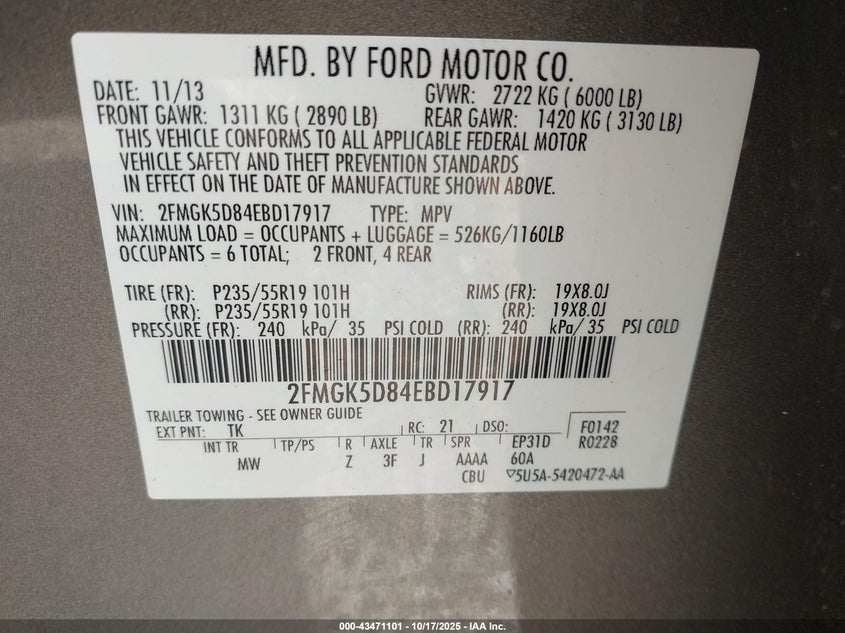 MFD. BY FORD MOTOR CO.
DATE: 11/13 GVWR: 2722 KG ( 6000 LB)
FRONT GAWR: 1311 KG ( 2890 LB) REAR GAWR: 1420 KG ( 3130 LB)
THIS VEHICLE CONFORMS TO ALL APPLICABLE FEDERAL MOTOR
VEHICLE SAFETY AND THEFT PREVENTION STANDARDS
IN EFFECT ON THE DATE OF MANUFACTURE SHOWN ABOVE.
VIN: 2FMGK5D84EBD17917 TYPE: MPV
MAXIMUM LOAD = OCCUPANTS + LUGGAGE = 526KG/1160LB
OCCUPANTS = 6 TOTAL; 2 FRONT, 4 REAR
TIRE (FR): P235/55R19 101H RIMS (FR): 19X8.0J
(RR): P235/55R19 101H (RR): 19X8.0J
PRESSURE (FR): 240 kPa/ 35 PSI COLD (RR): 240 kPa/ 35 PSI COLD
2FMGK5D84EBD17917
TRAILER TOWING - SEE OWNER GUIDE
EXT PNT: TK RC: 21 DSO: F0142
INT TR TP/PS R AXLE TR SPR EP31D R0228
MW Z 3F J AAAA 60A
CBU 5U5A-5420472-AA
000-43471101 | 10/17/2025 - IAA Inc.